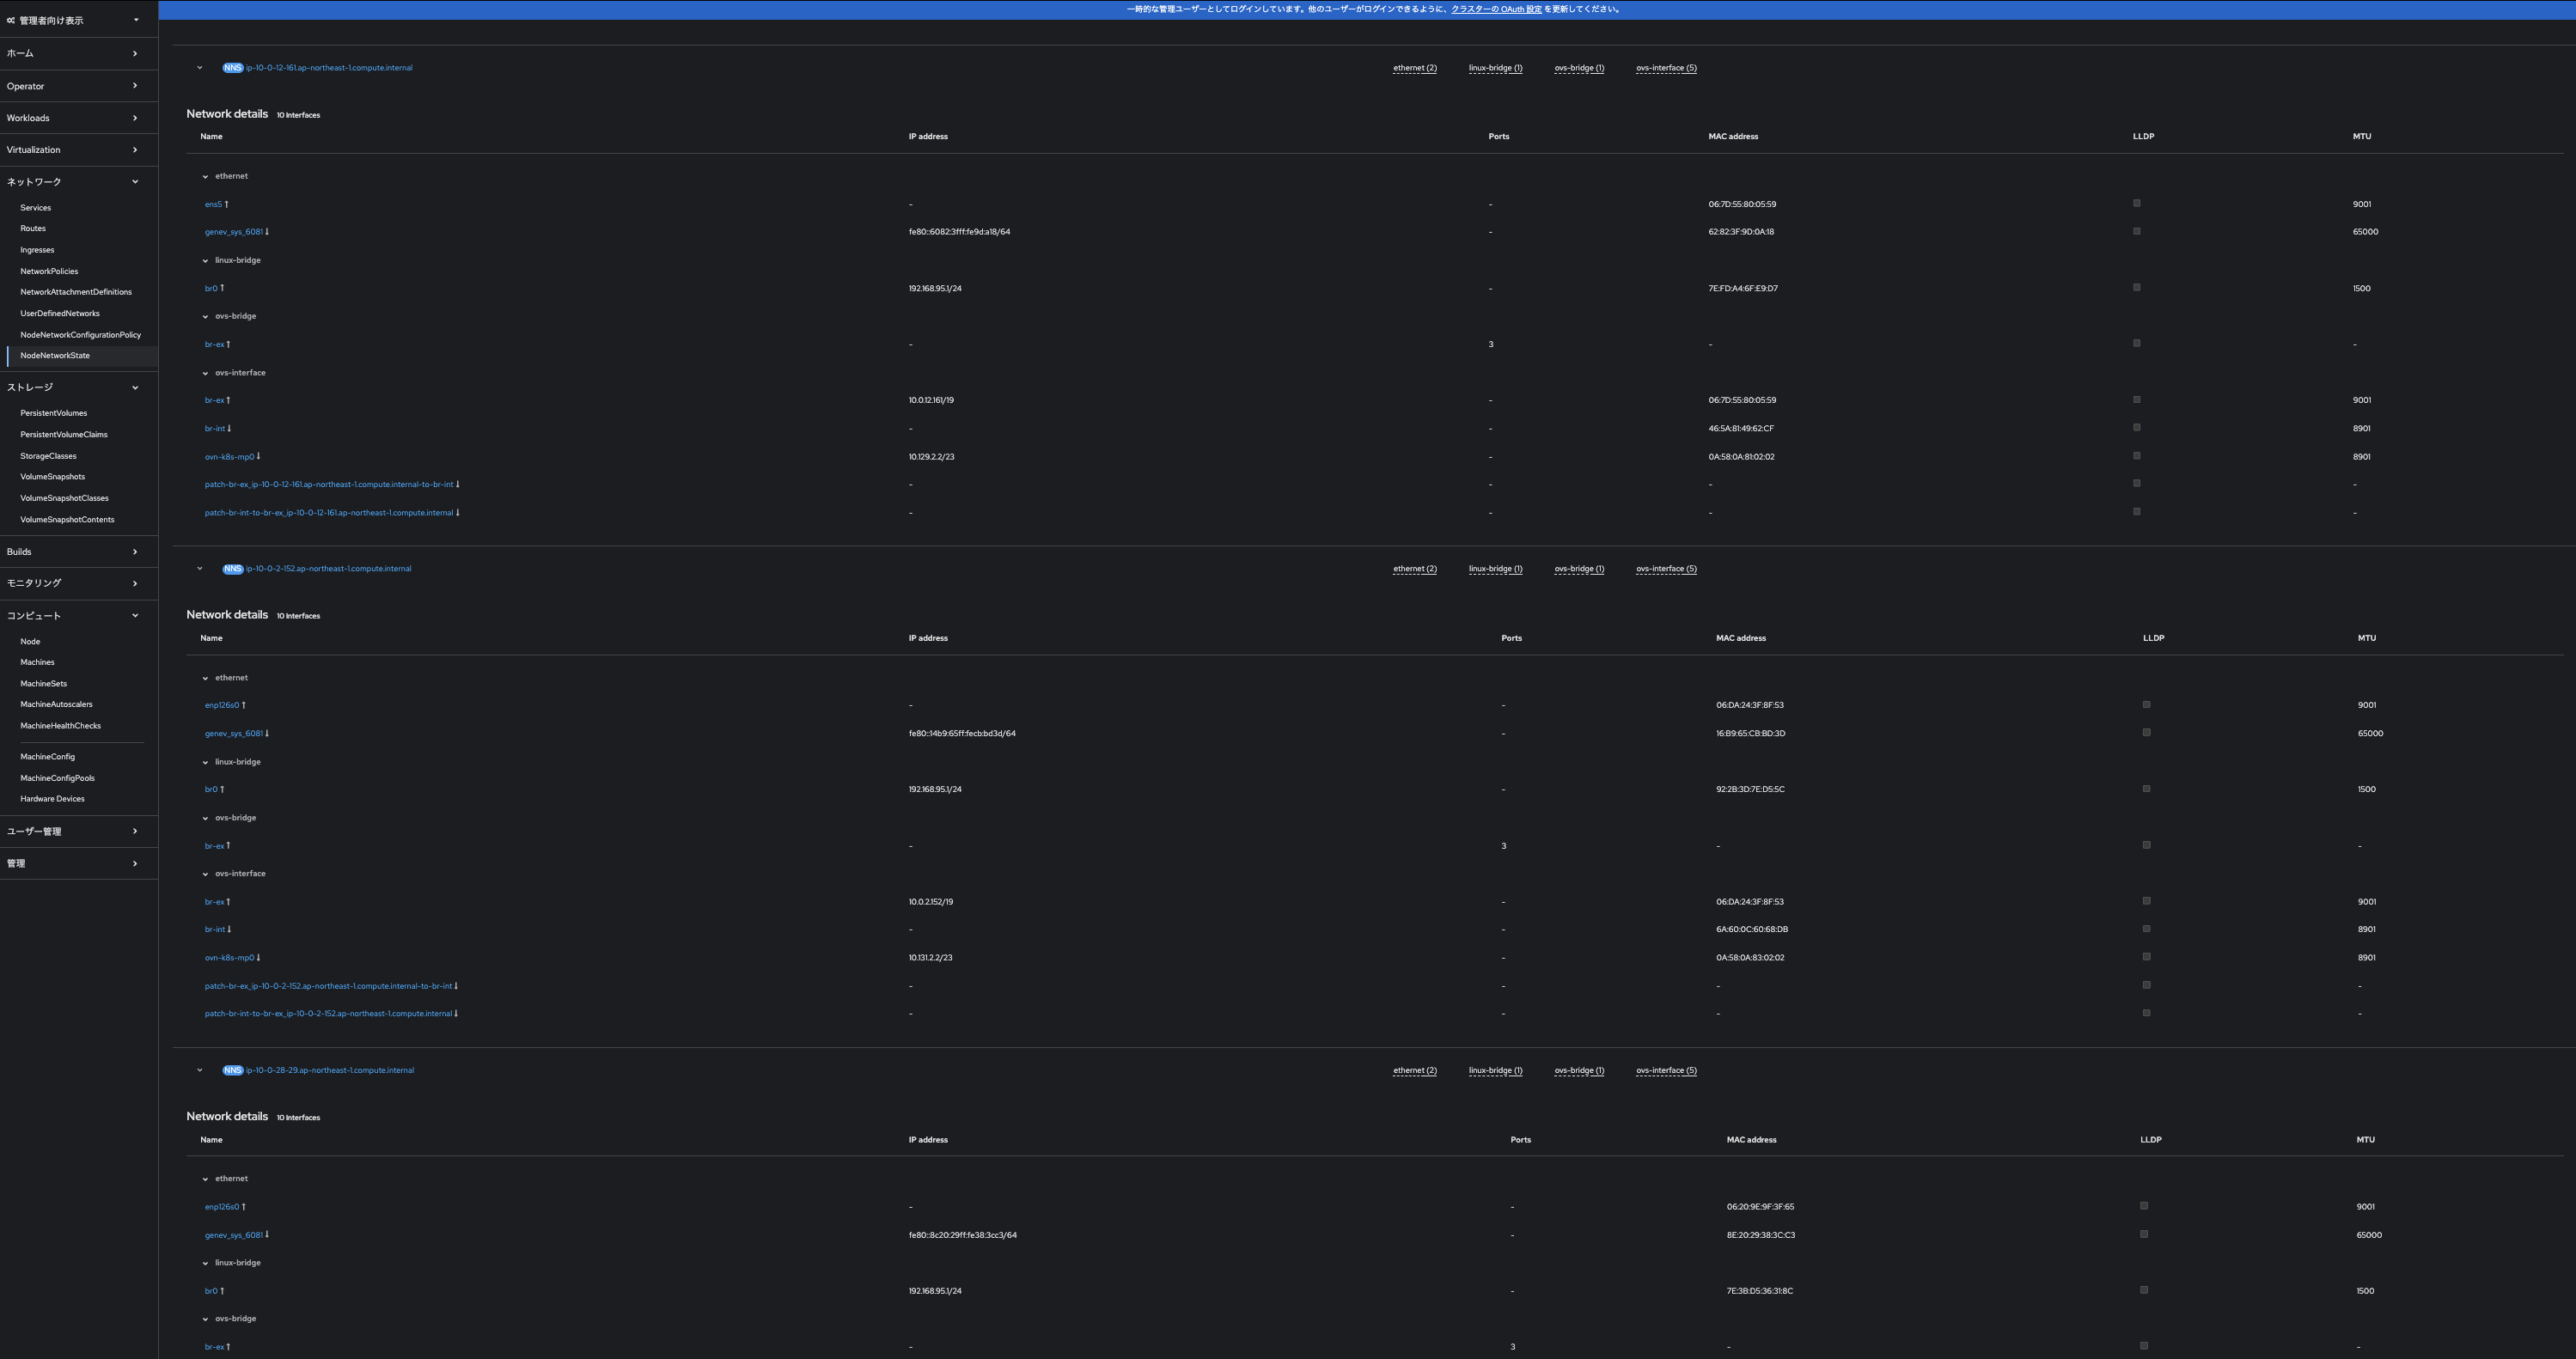 管理者向け表示
ホーム
Operator
Workloads
Virtualization
ネットワーク
Services
Routes
Ingresses
NetworkPolicies
NetworkAttachmentDefinitions
UserDefinedNetworks
NodeNetworkConfigurationPolicy
NodeNetworkState
ストレージ
PersistentVolumes
PersistentVolumeClaims
StorageClasses
VolumeSnapshots
VolumeSnapshotClasses
VolumeSnapshotContents
Builds
モニタリング
コンピュート
Node
Machines
MachineSets
MachineAutoscalers
MachineHealthChecks
MachineConfig
MachineConfigPools
Hardware Devices
ユーザー管理
管理
一時的な管理ユーザーとしてログインしています。他のユーザーがログインできるように、クラスターの OAuth 設定 を更新してください。
NNS ip-10-0-12-161.ap-northeast-1.compute.internal ethernet (2) linux-bridge (1) ovs-bridge (1) ovs-interface (5)
Network details 10 Interfaces
Name IP address Ports MAC address LLDP MTU
ethernet
ens5 - - 06:7D:55:80:05:59 9001
genev_sys_6081 fe80::6082:3fff:fe9d:a18/64 - 62:82:3F:9D:0A:18 65000
linux-bridge
br0 192.168.95.1/24 - 7E:FD:A4:6F:E9:D7 1500
ovs-bridge
br-ex - 3 - -
ovs-interface
br-ex 10.0.12.161/19 - 06:7D:55:80:05:59 9001
br-int - - 46:5A:81:49:62:CF 8901
ovn-k8s-mp0 10.129.2.2/23 - 0A:58:0A:81:02:02 8901
patch-br-ex_ip-10-0-12-161.ap-northeast-1.compute.internal-to-br-int - - - -
patch-br-int-to-br-ex_ip-10-0-12-161.ap-northeast-1.compute.internal - - - -
NNS ip-10-0-2-152.ap-northeast-1.compute.internal ethernet (2) linux-bridge (1) ovs-bridge (1) ovs-interface (5)
Network details 10 Interfaces
Name IP address Ports MAC address LLDP MTU
ethernet
enp126s0 - - 06:DA:24:3F:8F:53 9001
genev_sys_6081 fe80::14b9:65ff:fecb:bd3d/64 - 16:B9:65:CB:BD:3D 65000
linux-bridge
br0 192.168.95.1/24 - 92:2B:3D:7E:D5:5C 1500
ovs-bridge
br-ex - 3 - -
ovs-interface
br-ex 10.0.2.152/19 - 06:DA:24:3F:8F:53 9001
br-int - - 6A:60:0C:60:68:DB 8901
ovn-k8s-mp0 10.131.2.2/23 - 0A:58:0A:83:02:02 8901
patch-br-ex_ip-10-0-2-152.ap-northeast-1.compute.internal-to-br-int - - - -
patch-br-int-to-br-ex_ip-10-0-2-152.ap-northeast-1.compute.internal - - - -
NNS ip-10-0-28-29.ap-northeast-1.compute.internal ethernet (2) linux-bridge (1) ovs-bridge (1) ovs-interface (5)
Network details 10 Interfaces
Name IP address Ports MAC address LLDP MTU
ethernet
enp126s0 - - 06:20:9E:9F:3F:65 9001
genev_sys_6081 fe80::8c20:29ff:fe38:3cc3/64 - 8E:20:29:38:3C:C3 65000
linux-bridge
br0 192.168.95.1/24 - 7E:3B:D5:36:31:8C 1500
ovs-bridge
br-ex - 3 - -